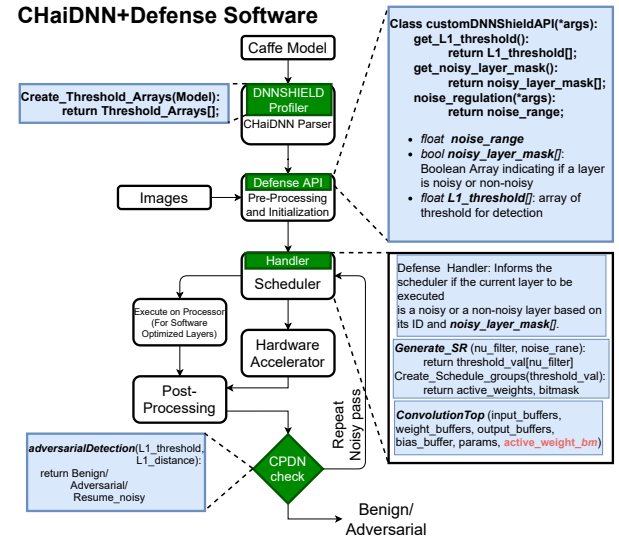 CHaiDNN+Defense Software
Caffe Model
DNNSHIELD
Profiler
CHaiDNN Parser
Create_Threshold_Arrays(Model):
return Threshold_Arrays[];
Class customDNNShieldAPI(*args):
get_L1_threshold():
return L1_threshold[];
get_noisy_layer_mask():
return noisy_layer_mask[];
noise_regulation(*args):
return noise_range;
• float noise_range
• bool noisy_layer_mask[]:
Boolean Array indicating if a layer
is noisy or non-noisy
• float L1_threshold[]: array of
threshold for detection
Images
Defense API
Pre-Processing
and Initialization
Handler
Scheduler
Execute on Processor
(For Software
Optimized Layers)
Hardware
Accelerator
Post-
Processing
Repeat
Noisy pass
CPDN
check
Benign/
Adversarial
adversarialDetection(L1_threshold,
L1_distance):
return Benign/
Adversarial/
Resume_noisy
Defense Handler: Informs the
scheduler if the current layer to be
executed
is a noisy or a non-noisy layer based on
its ID and noisy_layer_mask[].
Generate_SR (nu_filter, noise_rane):
return threshold_val[nu_filter]
Create_Schedule_groups(threshold_val):
return active_weights, bitmask
ConvolutionTop (input_buffers,
weight_buffers, output_buffers,
bias_buffer, params, active_weight_bm)